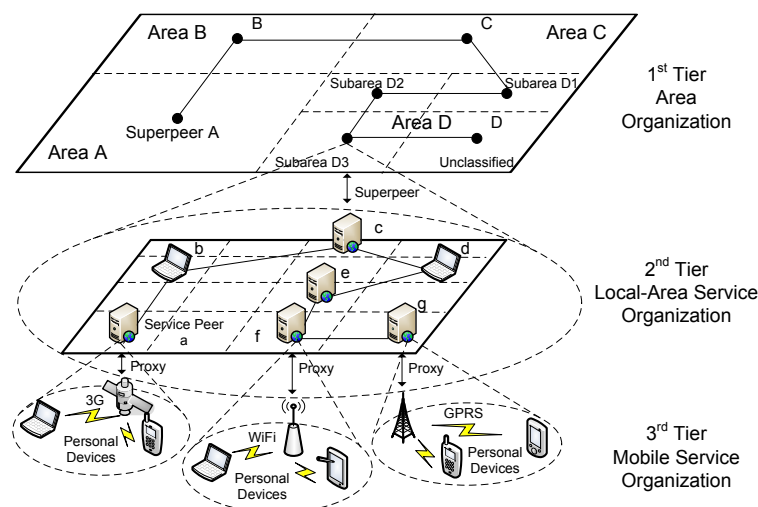 B
C
Area B
Area C
Subarea D2
Subarea D1
1st Tier
Area
Organization
Superpeer A
Area D
D
Area A
Subarea D3
Unclassified
Superpeer
c
b
d
e
2nd Tier
Local-Area Service
Organization
g
Service Peer
a
f
Proxy
Proxy
Proxy
3G
Personal
Devices
WiFi
Personal
Devices
GPRS
Personal
Devices
3rd Tier
Mobile Service
Organization